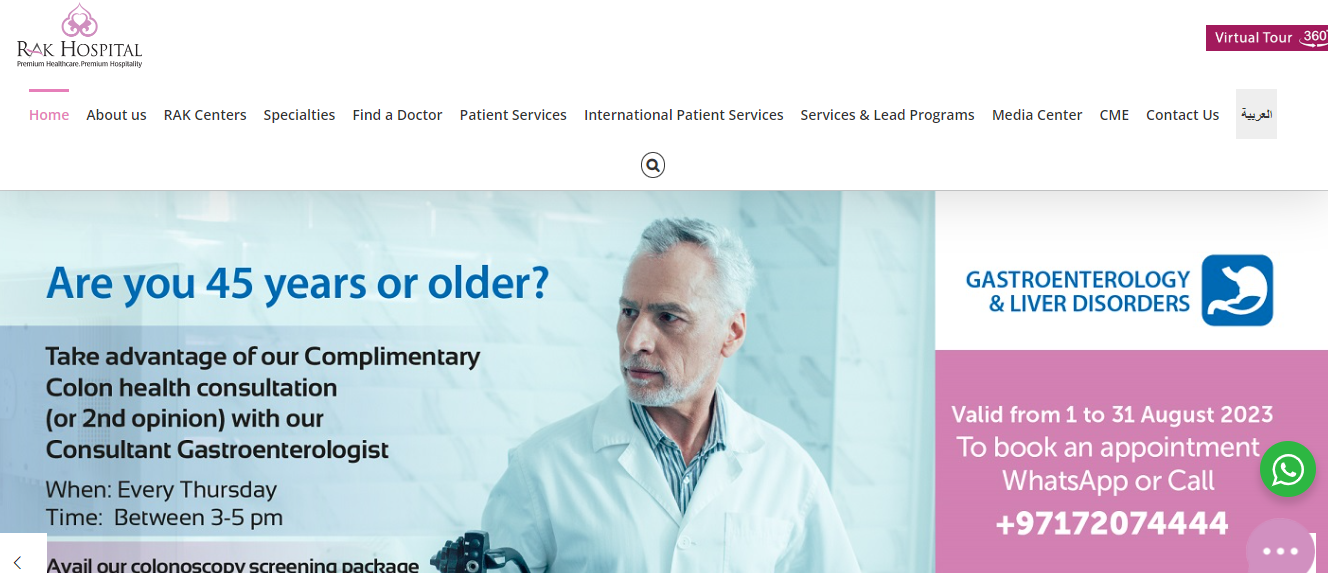 RAK HOSPITAL
Premium Healthcare.Premium Hospitality
Virtual Tour 360°
Home About us RAK Centers Specialties Find a Doctor Patient Services International Patient Services Services & Lead Programs Media Center CME Contact Us العربية
Are you 45 years or older?
Take advantage of our Complimentary
Colon health consultation
(or 2nd opinion) with our
Consultant Gastroenterologist
When: Every Thursday
Time: Between 3-5 pm
Avail our colonoscopy screening package
GASTROENTEROLOGY
& LIVER DISORDERS
Valid from 1 to 31 August 2023
To book an appointment
WhatsApp or Call
+97172074444